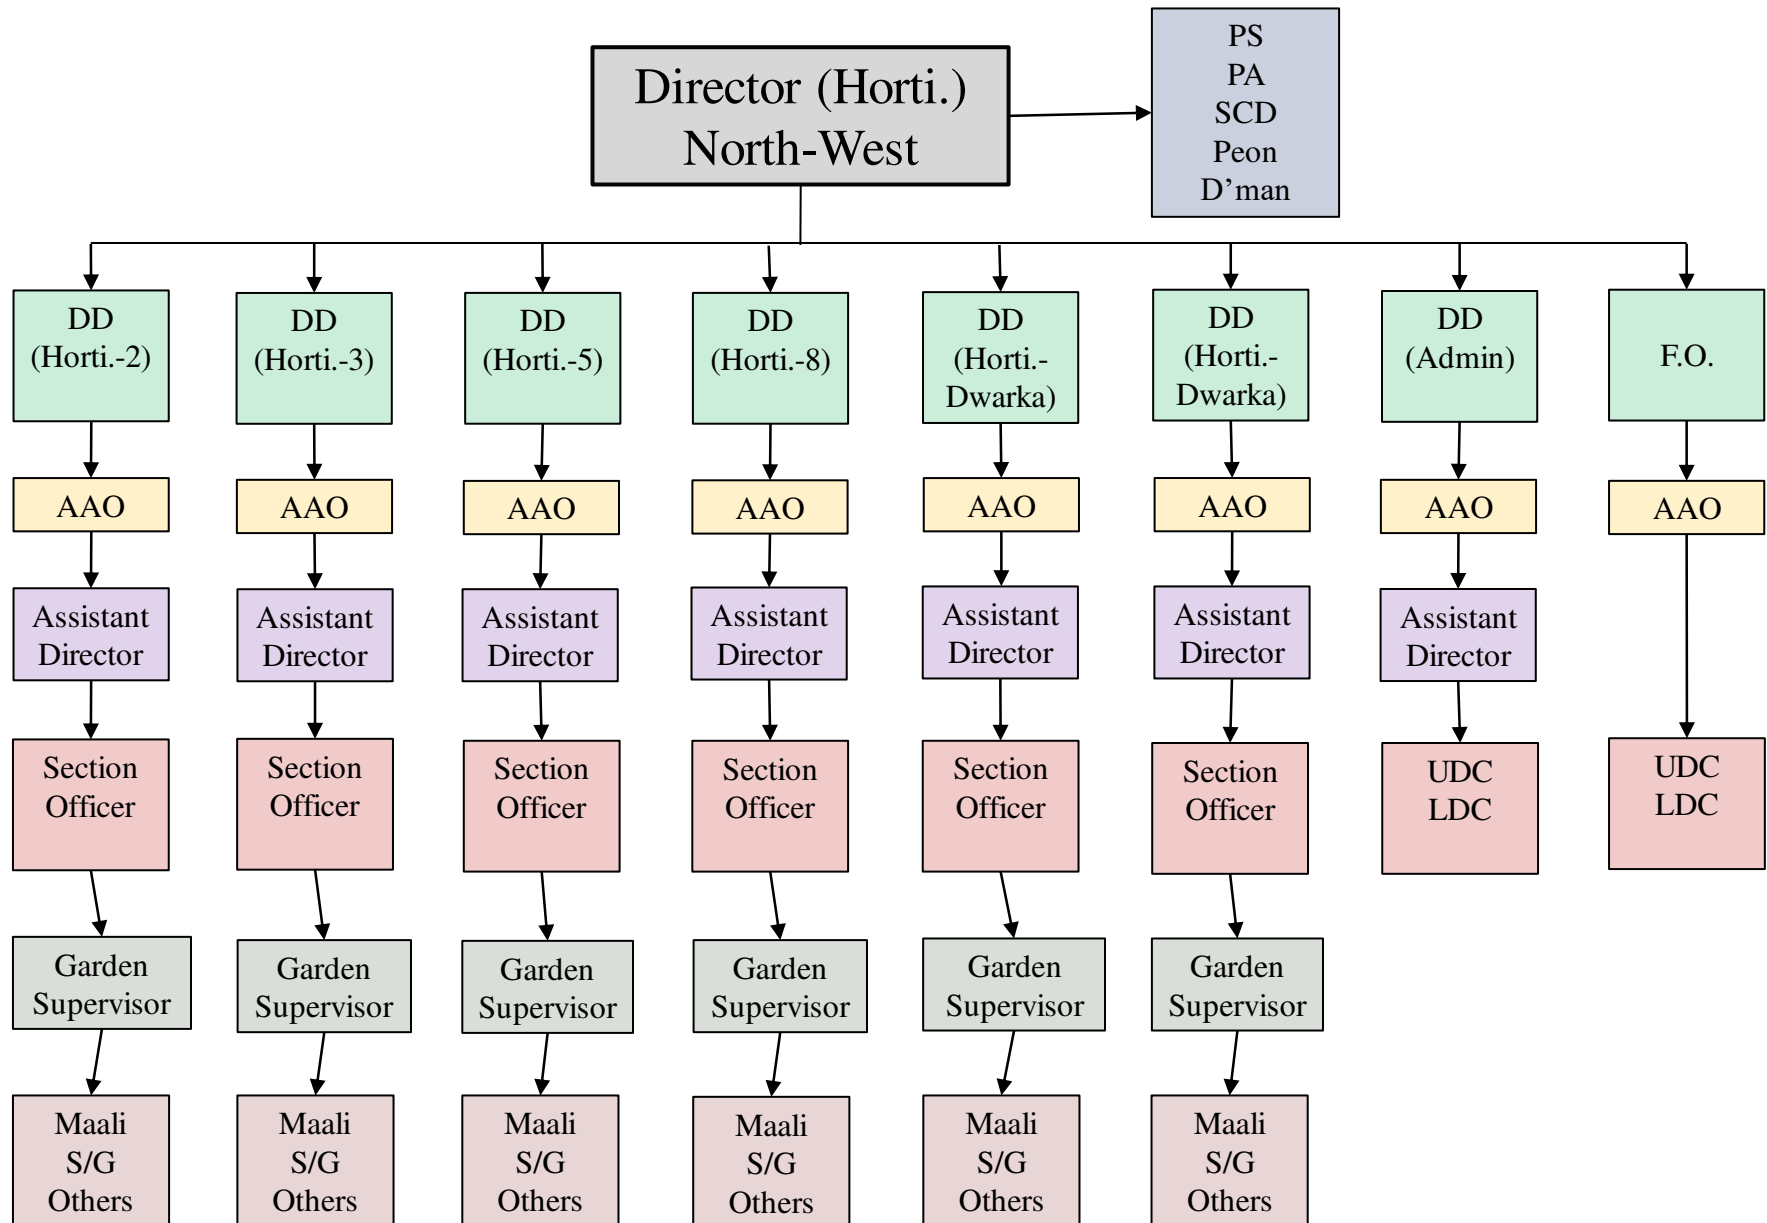 Director (Horti.)
North-West
PS
PA
SCD
Peon
D’man
DD
(Horti.-2)
DD
(Horti.-3)
DD
(Horti.-5)
DD
(Horti.-8)
DD
(Horti.-
Dwarka)
DD
(Horti.-
Dwarka)
DD
(Admin)
F.O.
AAO
AAO
AAO
AAO
AAO
AAO
AAO
AAO
Assistant
Director
Assistant
Director
Assistant
Director
Assistant
Director
Assistant
Director
Assistant
Director
Assistant
Director
Section
Officer
Section
Officer
Section
Officer
Section
Officer
Section
Officer
Section
Officer
UDC
LDC
UDC
LDC
Garden
Supervisor
Garden
Supervisor
Garden
Supervisor
Garden
Supervisor
Garden
Supervisor
Garden
Supervisor
Maali
S/G
Others
Maali
S/G
Others
Maali
S/G
Others
Maali
S/G
Others
Maali
S/G
Others
Maali
S/G
Others